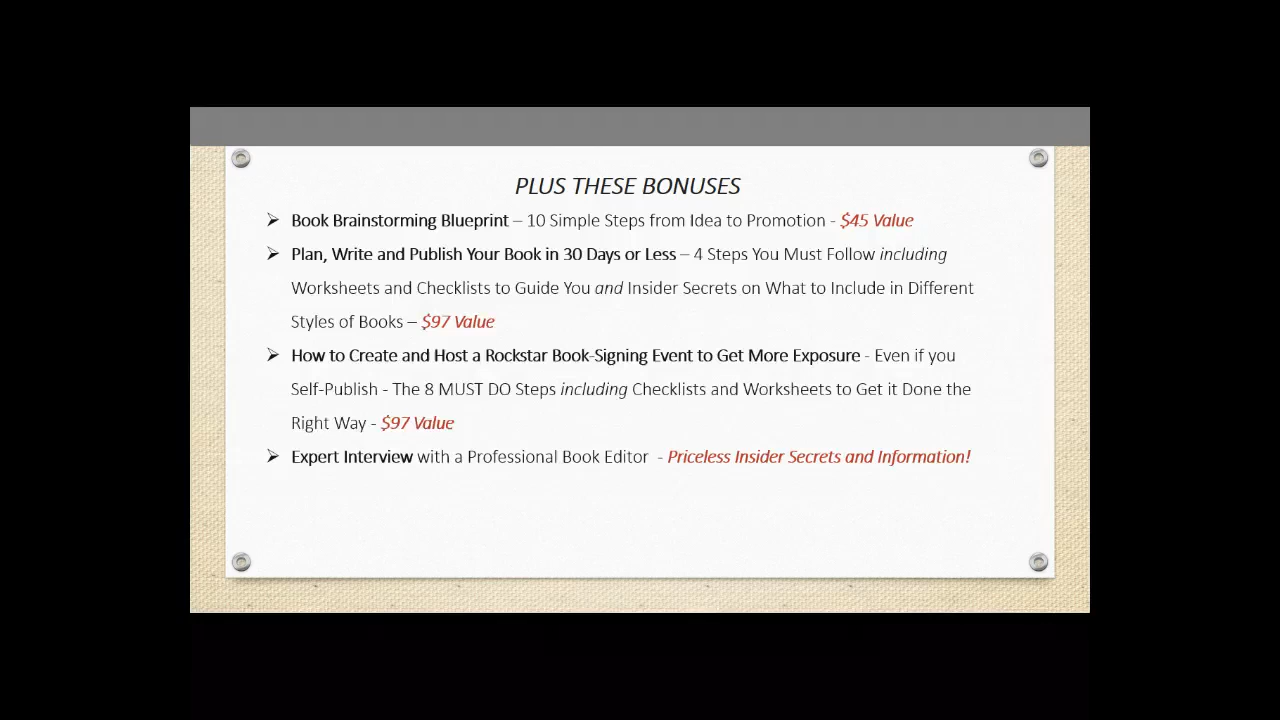 PLUS THESE BONUSES
➢ Book Brainstorming Blueprint – 10 Simple Steps from Idea to Promotion - $45 Value
➢ Plan, Write and Publish Your Book in 30 Days or Less – 4 Steps You Must Follow including
Worksheets and Checklists to Guide You and Insider Secrets on What to Include in Different
Styles of Books – $97 Value
➢ How to Create and Host a Rockstar Book-Signing Event to Get More Exposure - Even if you
Self-Publish - The 8 MUST DO Steps including Checklists and Worksheets to Get it Done the
Right Way - $97 Value
➢ Expert Interview with a Professional Book Editor - Priceless Insider Secrets and Information!